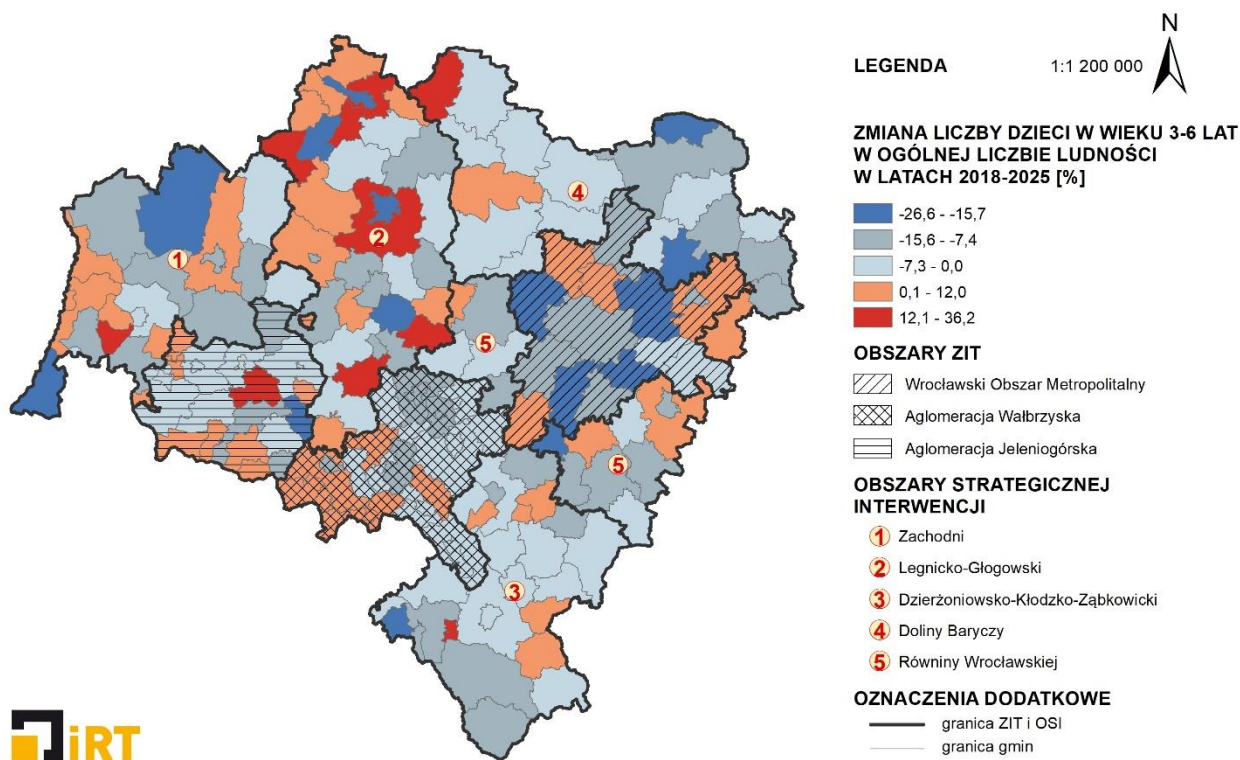 N
LEGENDA
1:1 200 000
ZMIANA LICZBY DZIECI W WIEKU 3-6 LAT
W OGÓLNEJ LICZBIE LUDNOŚCI
W LATACH 2018-2025 [%]
-26,6 - -15,7
-15,6 - -7,4
-7,3 - 0,0
0,1 - 12,0
12,1 - 36,2
OBSZARY ZIT
Wrocławski Obszar Metropolitalny
Aglomeracja Wałbrzyska
Aglomeracja Jeleniogórska
OBSZARY STRATEGICZNEJ
INTERWENCJI
1 Zachodni
2 Legnicko-Głogowski
3 Dzierżoniowsko-Kłodzko-Ząbkowicki
4 Doliny Baryczy
5 Równiny Wrocławskiej
OZNACZENIA DODATKOWE
granica ZIT i OSI
granica gmin
4
2
1
5
5
3
iRT